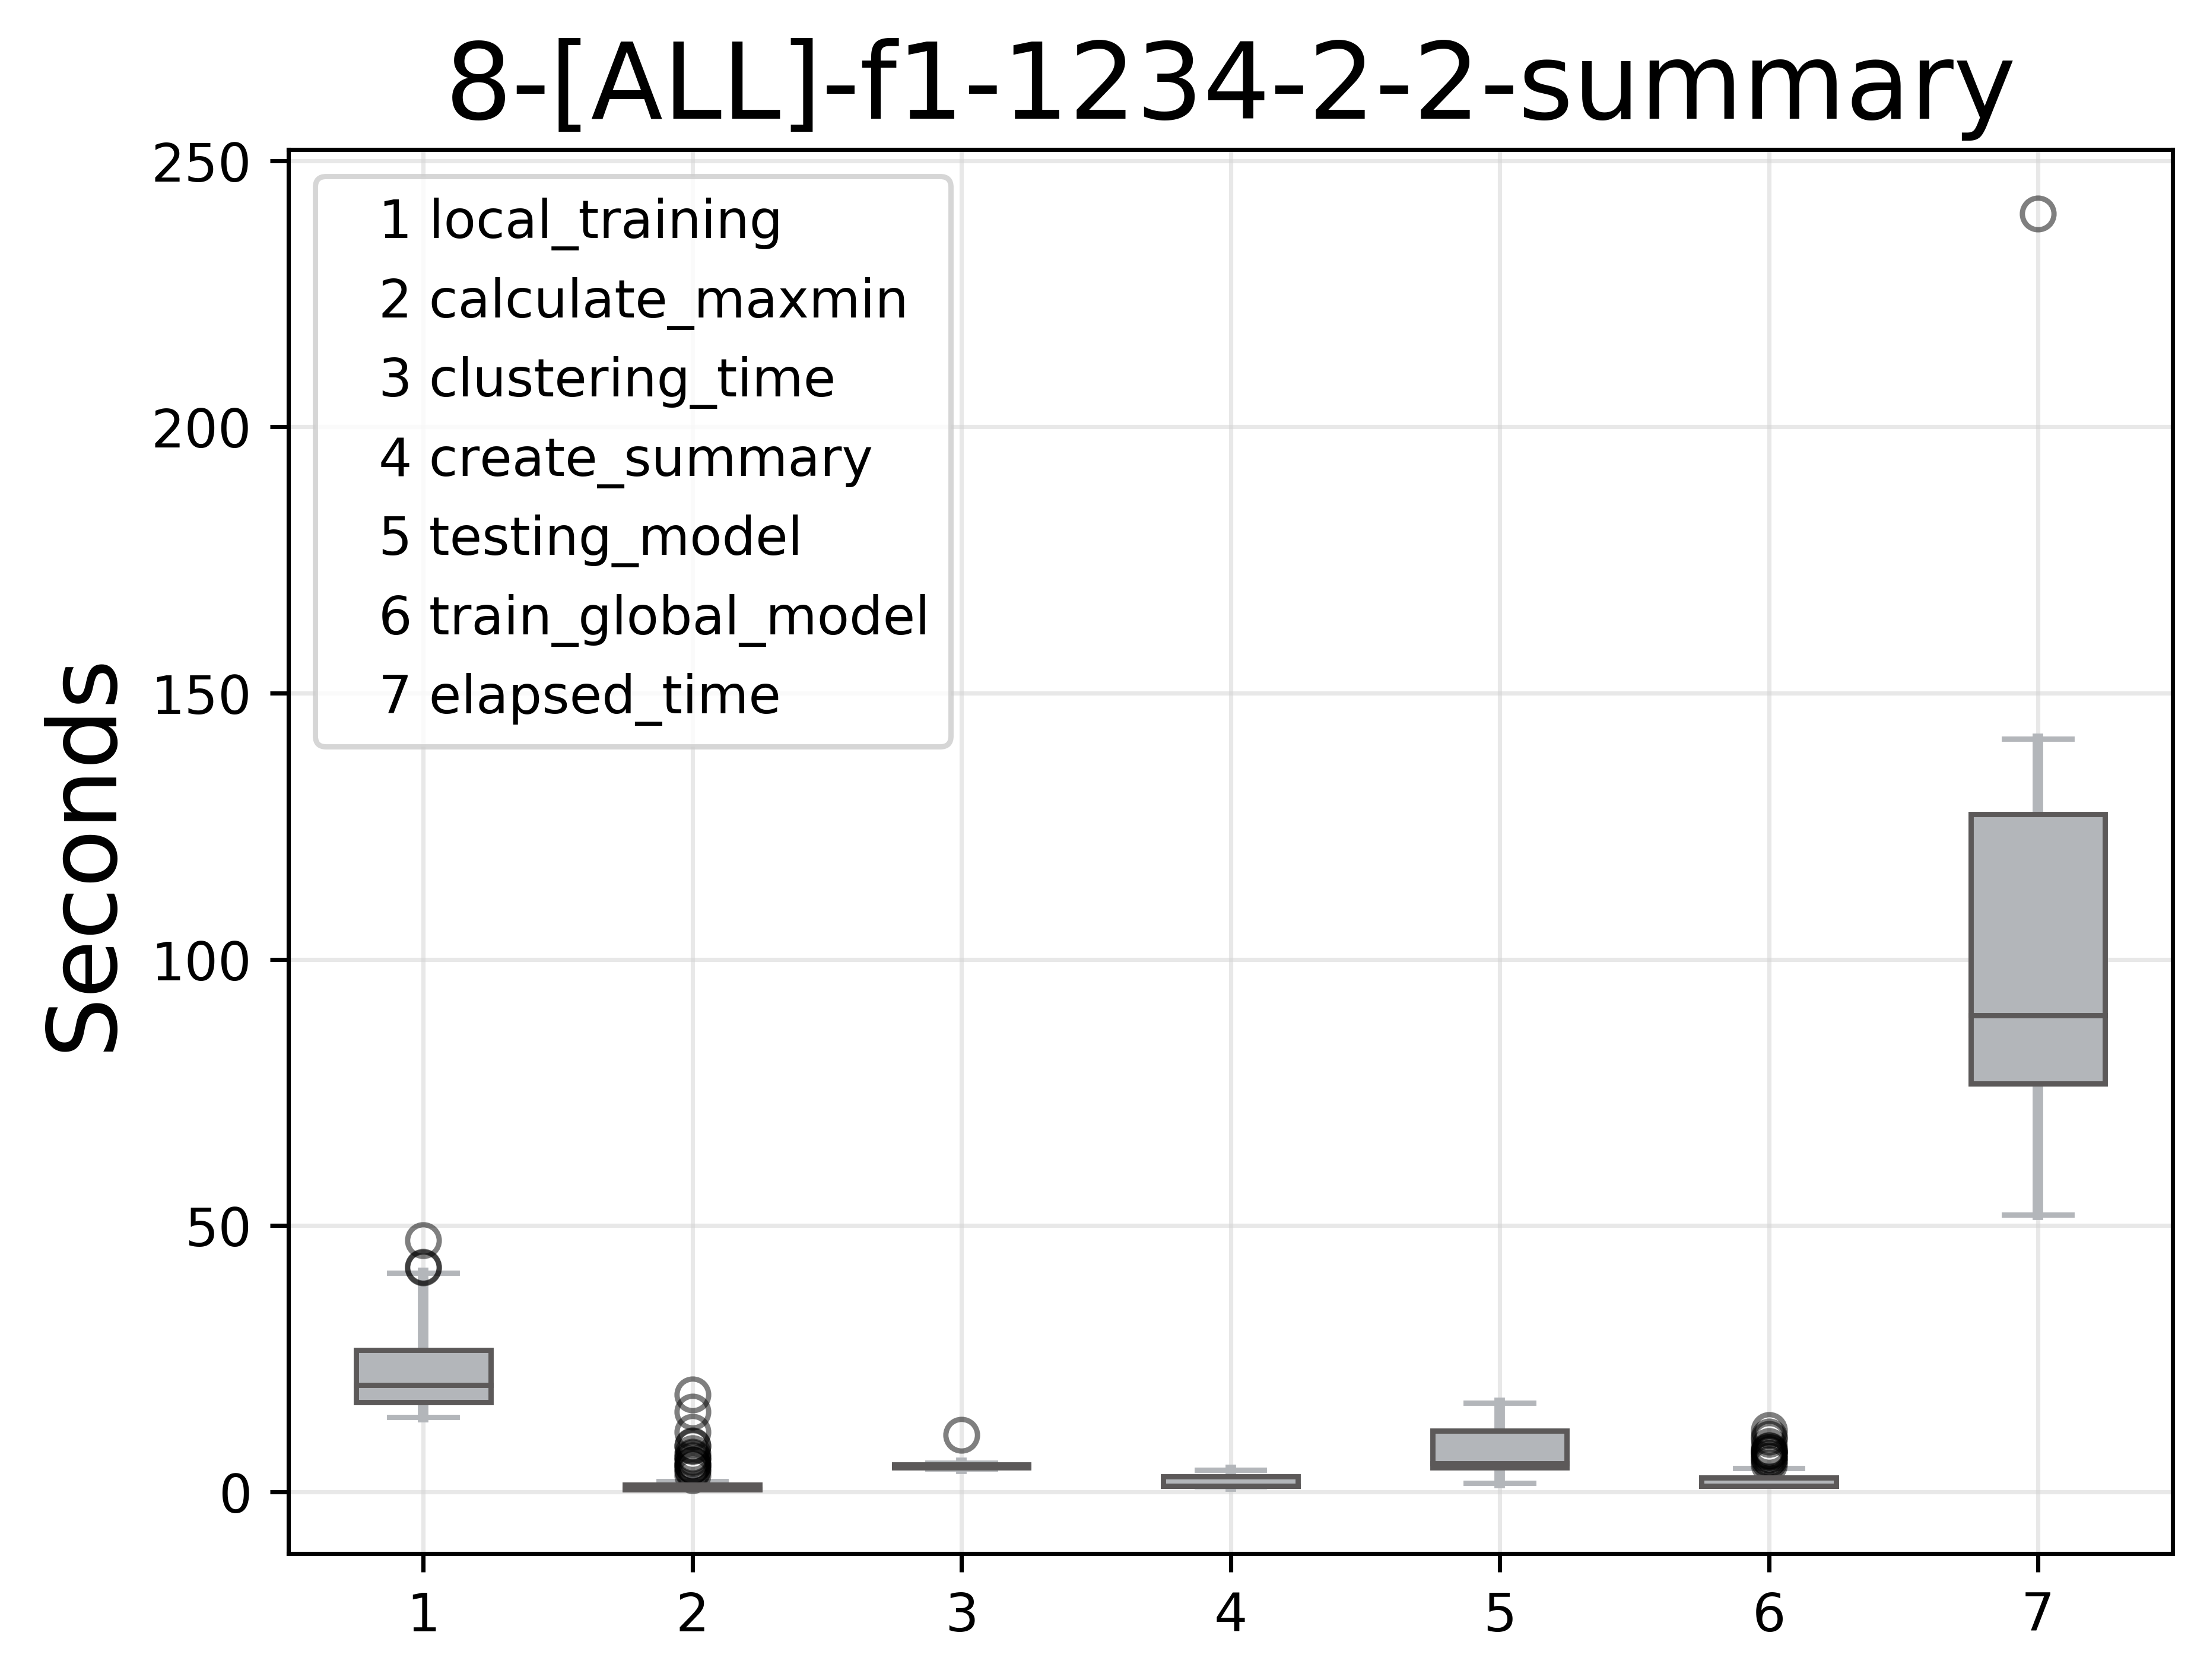 8-[ALL]-f1-1234-2-2-summary
Seconds
250
200
150
100
50
0
1 local_training
2 calculate_maxmin
3 clustering_time
4 create_summary
5 testing_model
6 train_global_model
7 elapsed_time
1 2 3 4 5 6 7